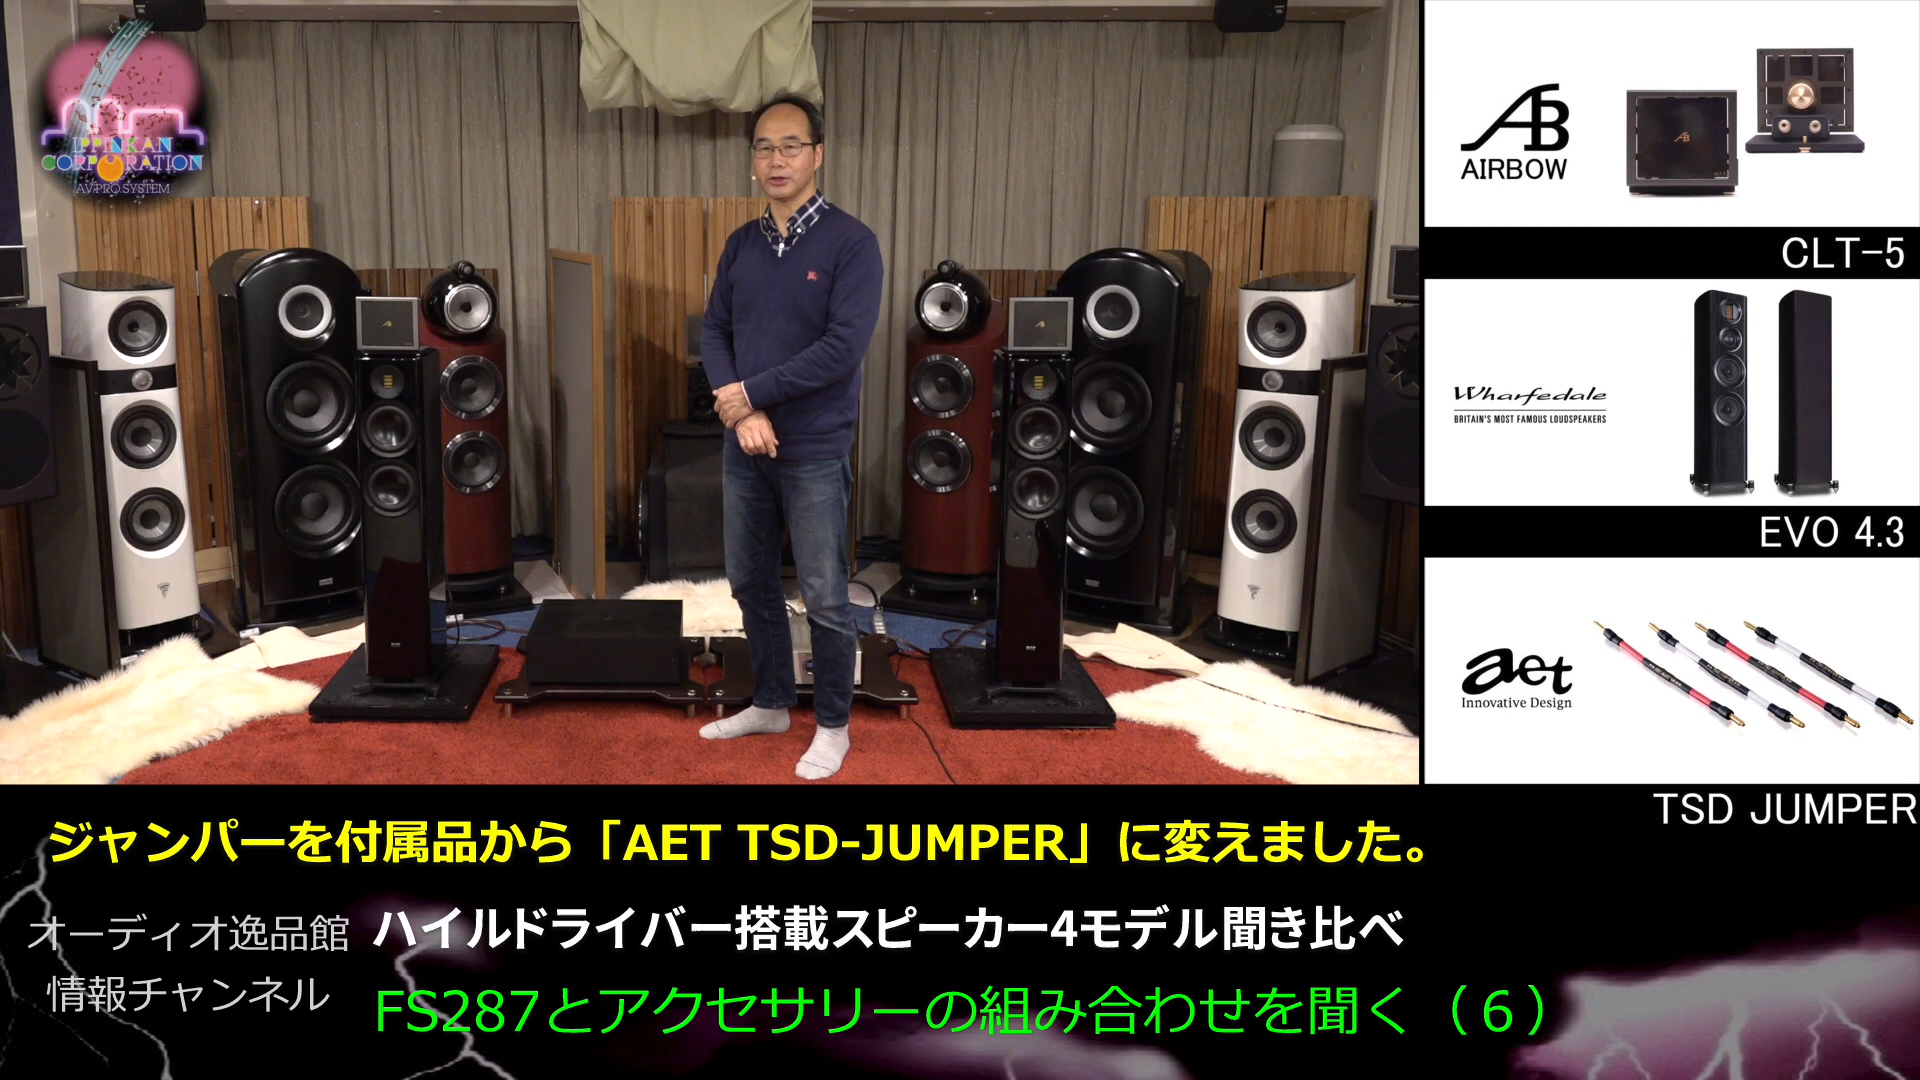 IPPINKAN
CORPORATION
AV-PRO.SYSTEM
AB
AIRBOW
CLT-5
Wharfedale
BRITAIN'S MOST FAMOUS LOUDSPEAKERS
EVO 4.3
aet
Innovative Design
TSD JUMPER
ジャンパーを付属品から「AET TSD-JUMPER」に変えました。
オーディオ逸品館
情報チャンネル
ハイルドライバー搭載スピーカー4モデル聞き比べ
FS287とアクセサリーの組み合わせを聞く（６）